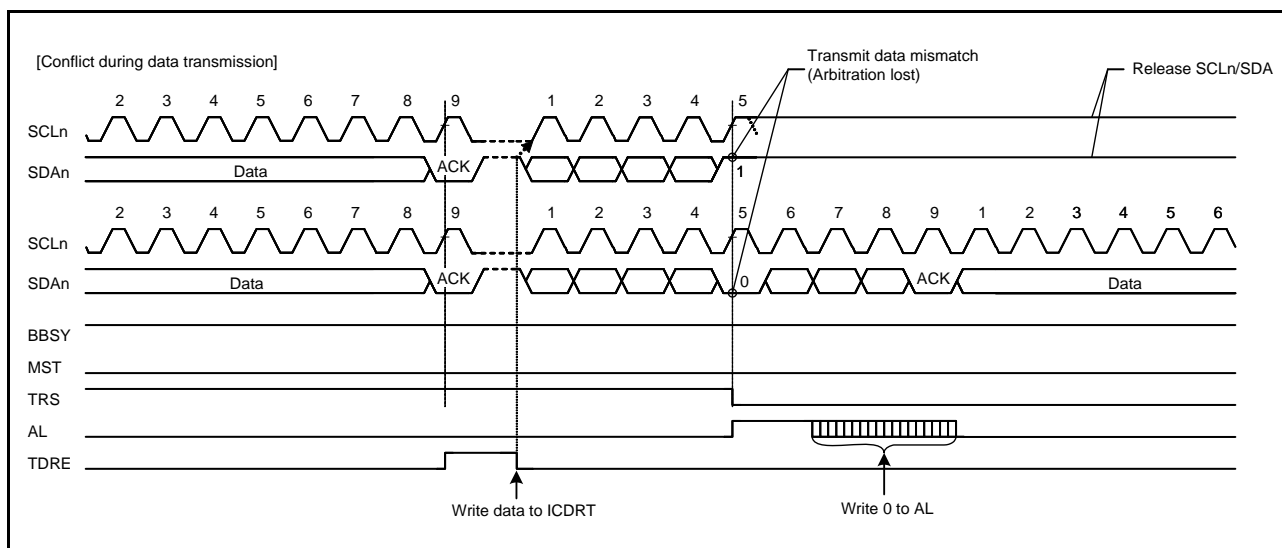 [Conflict during data transmission]
Transmit data mismatch
(Arbitration lost)
Release SCLn/SDA
2 3 4 5 6 7 8 9 1 2 3 4 5
SCLn
SDAn Data ACK 1
2 3 4 5 6 7 8 9 1 2 3 4 5 6 7 8 9 1 2 3 4 5 6
SCLn
SDAn Data ACK 0 ACK Data
BBSY
MST
TRS
AL
TDRE
Write data to ICDRT
Write 0 to AL